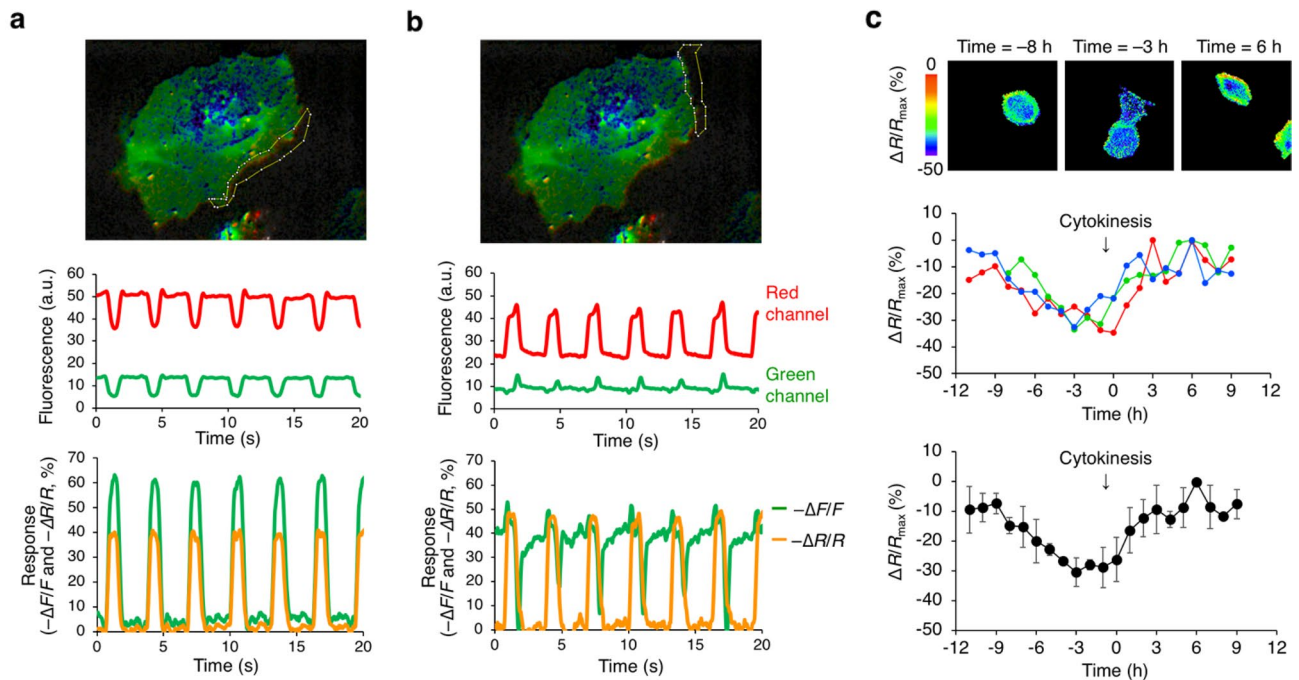 a
b
c
Time = –8 h
Time = –3 h
Time = 6 h
0
ΔR/Rmax (%)
-50
Fluorescence (a.u.)
60
50
40
30
20
10
0
0
5
10
15
20
Time (s)
Fluorescence (a.u.)
60
50
40
30
20
10
0
0
5
10
15
20
Time (s)
Red
channel
Green
channel
Response
(–ΔF/F and –ΔR/R, %)
70
60
50
40
30
20
10
0
0
5
10
15
20
Time (s)
Response
(–ΔF/F and –ΔR/R, %)
70
60
50
40
30
20
10
0
0
5
10
15
20
Time (s)
–ΔF/F
–ΔR/R
ΔR/Rmax (%)
10
0
-10
-20
-30
-40
-50
Cytokinesis
↓
-12
-9
-6
-3
0
3
6
9
12
Time (h)
ΔR/Rmax (%)
10
0
-10
-20
-30
-40
-50
Cytokinesis
↓
-12
-9
-6
-3
0
3
6
9
12
Time (h)